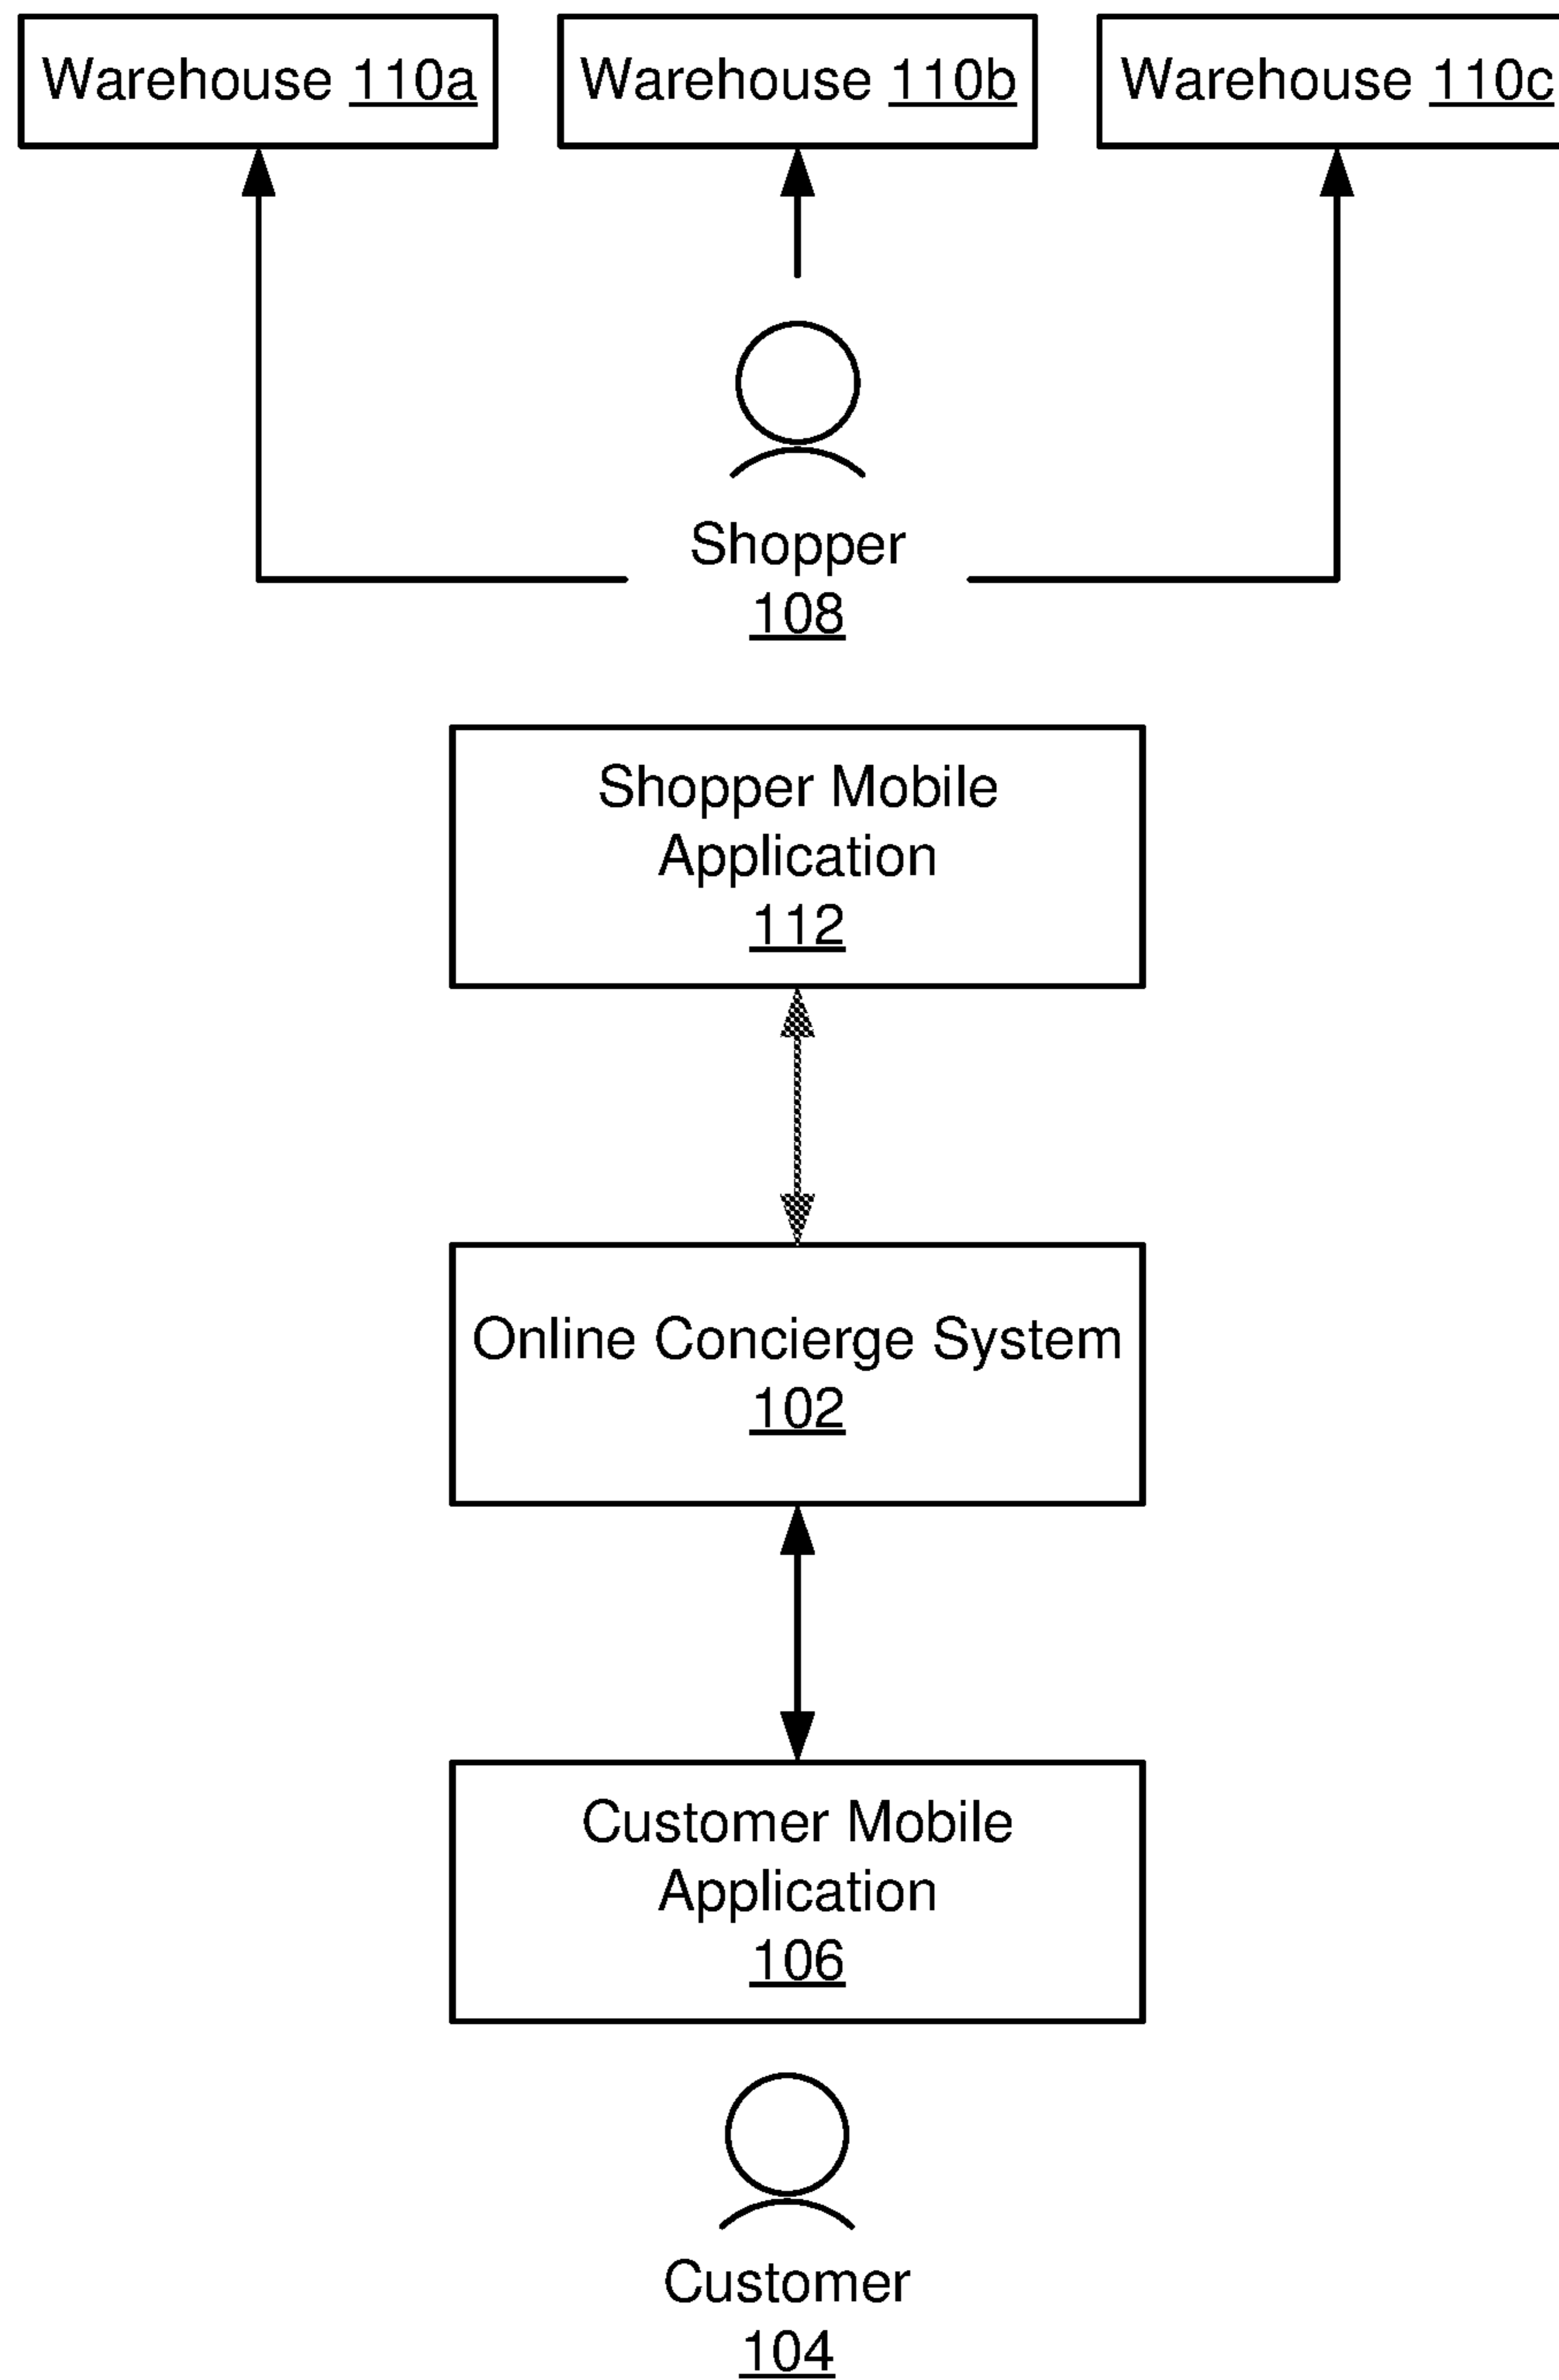 Warehouse 110a
Warehouse 110b
Warehouse 110c
Shopper
108
Shopper Mobile
Application
112
Online Concierge System
102
Customer Mobile
Application
106
Customer
104